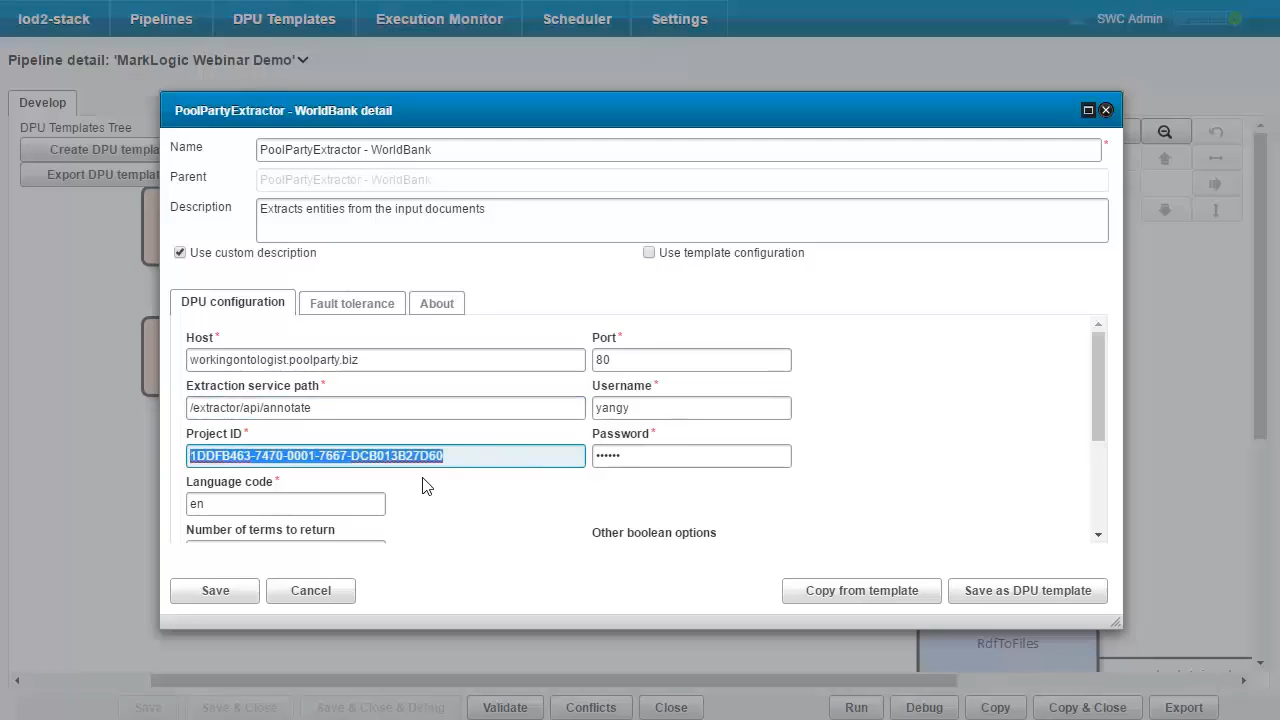 lod2-stack Pipelines DPU Templates Execution Monitor Scheduler Settings SWC Admin
Pipeline detail: 'MarkLogic Webinar Demo'
Develop
DPU Templates Tree
Create DPU templa
Export DPU templat
PoolPartyExtractor - WorldBank detail
Name PoolPartyExtractor - WorldBank *
Parent PoolPartyExtractor - WorldBank
Description Extracts entities from the input documents
Use custom description Use template configuration
DPU configuration Fault tolerance About
Host * Port *
workingontologist.poolparty.biz 80
Extraction service path * Username *
/extractor/api/annotate yangy
Project ID * Password *
1DDFB463-7470-0001-7667-DCB013B27D60 ••••••
Language code *
en
Number of terms to return Other boolean options
Save Cancel Copy from template Save as DPU template
RdfToFiles
Save Save & Close Save & Close & Debug Validate Conflicts Close Run Debug Copy Copy & Close Export